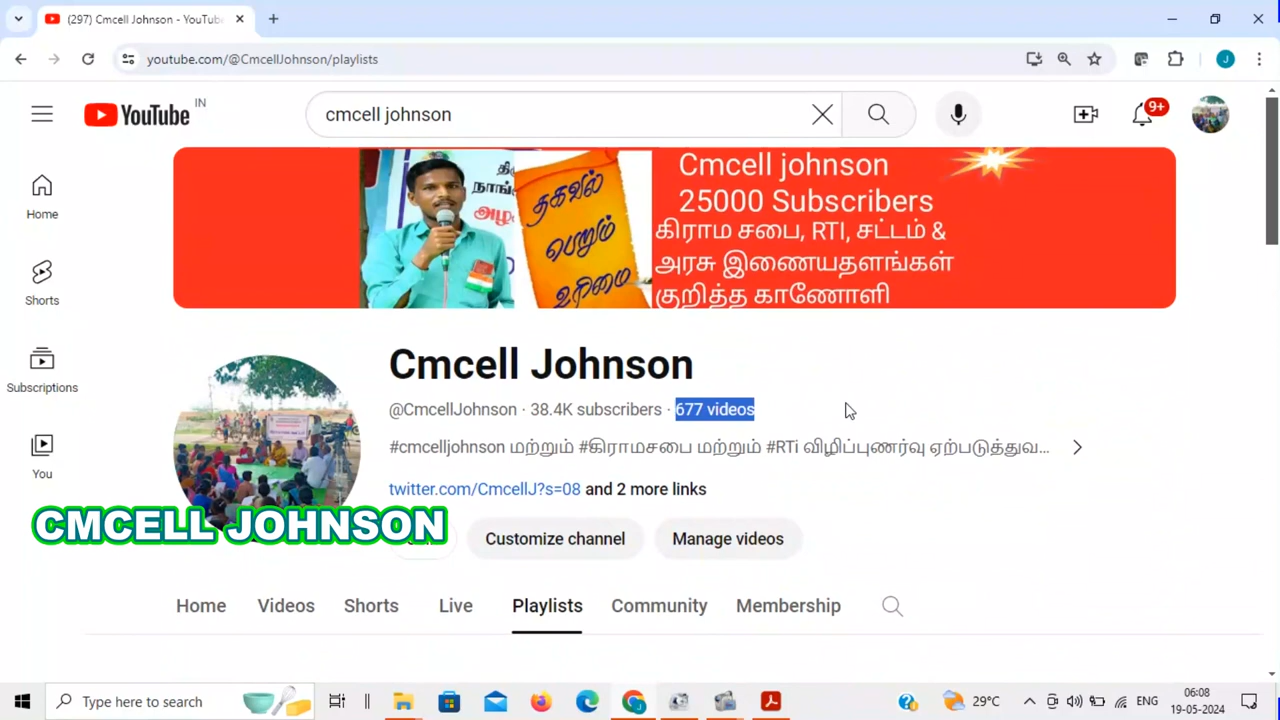 (297) Cmcell Johnson - YouTub
youtube.com/@CmcellJohnson/playlists
YouTube IN
cmcell johnson
9+
Cmcell johnson
25000 Subscribers
கிராம சபை, RTI, சட்டம் &
அரசு இணையதளங்கள்
குறித்த காணோளி
தகவல்
பெறும்
உரிமை
Home
Shorts
Subscriptions
You
Cmcell Johnson
@CmcellJohnson · 38.4K subscribers · 677 videos
#cmcelljohnson மற்றும் #கிராமசபை மற்றும் #RTi விழிப்புணர்வு ஏற்படுத்துவ...
twitter.com/CmcellJ?s=08 and 2 more links
CMCELL JOHNSON
Customize channel
Manage videos
Home Videos Shorts Live Playlists Community Membership
Type here to search
29°C
ENG
06:08
19-05-2024
J